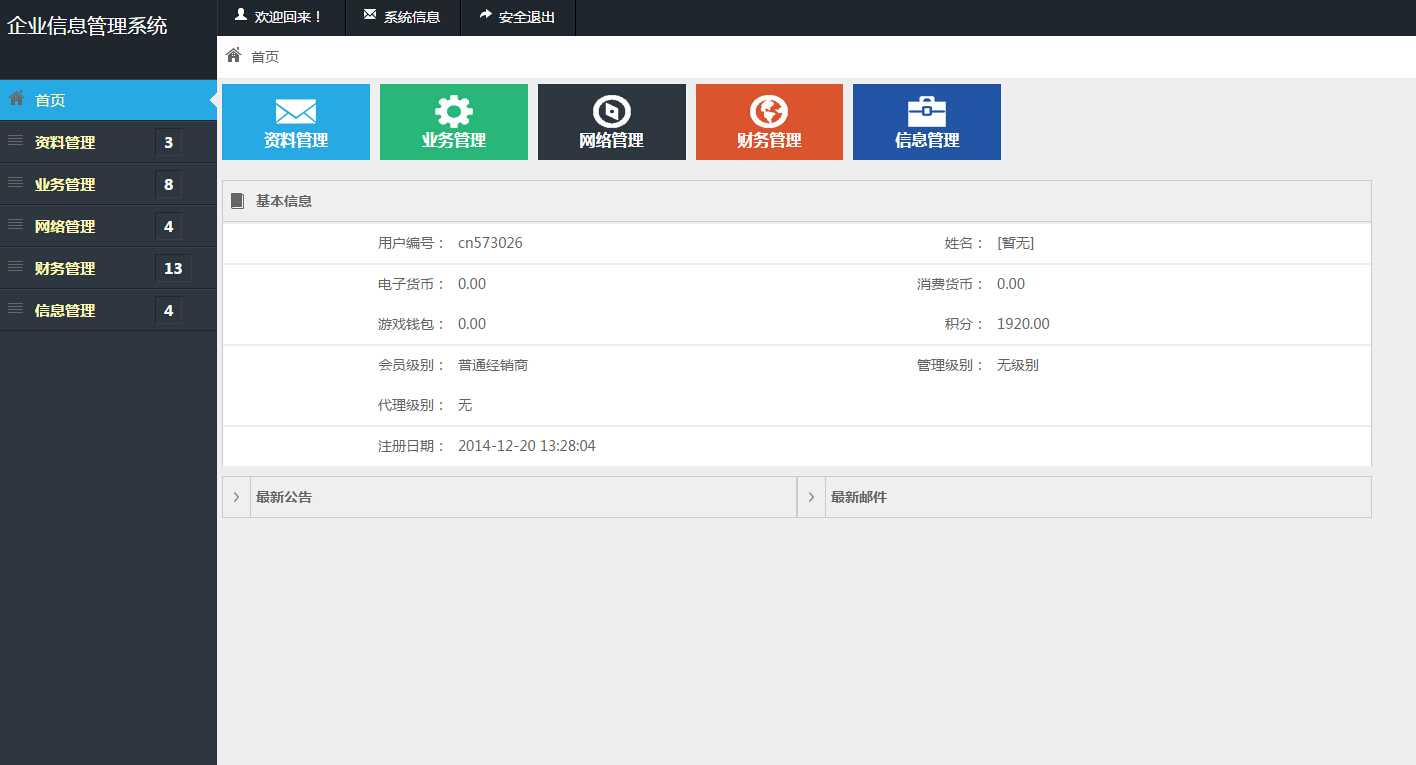 企业信息管理系统
欢迎回来！ 系统信息 安全退出
首页
首页
资料管理 3
业务管理 8
网络管理 4
财务管理 13
信息管理 4
资料管理 业务管理 网络管理 财务管理 信息管理
基本信息
用户编号： cn573026 姓名： [暂无]
电子货币： 0.00 消费货币： 0.00
游戏钱包： 0.00 积分： 1920.00
会员级别： 普通经销商 管理级别： 无级别
代理级别： 无
注册日期： 2014-12-20 13:28:04
最新公告 最新邮件